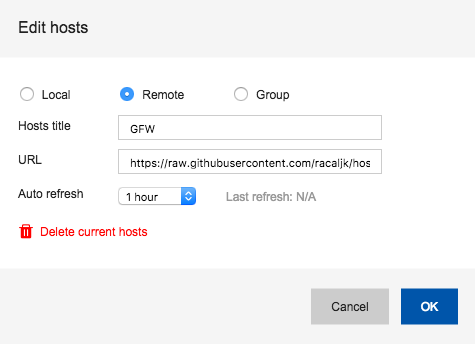 Edit hosts
Local Remote Group
Hosts title GFW
URL https://raw.githubusercontent.com/racaljk/hos
Auto refresh 1 hour Last refresh: N/A
Delete current hosts
Cancel OK